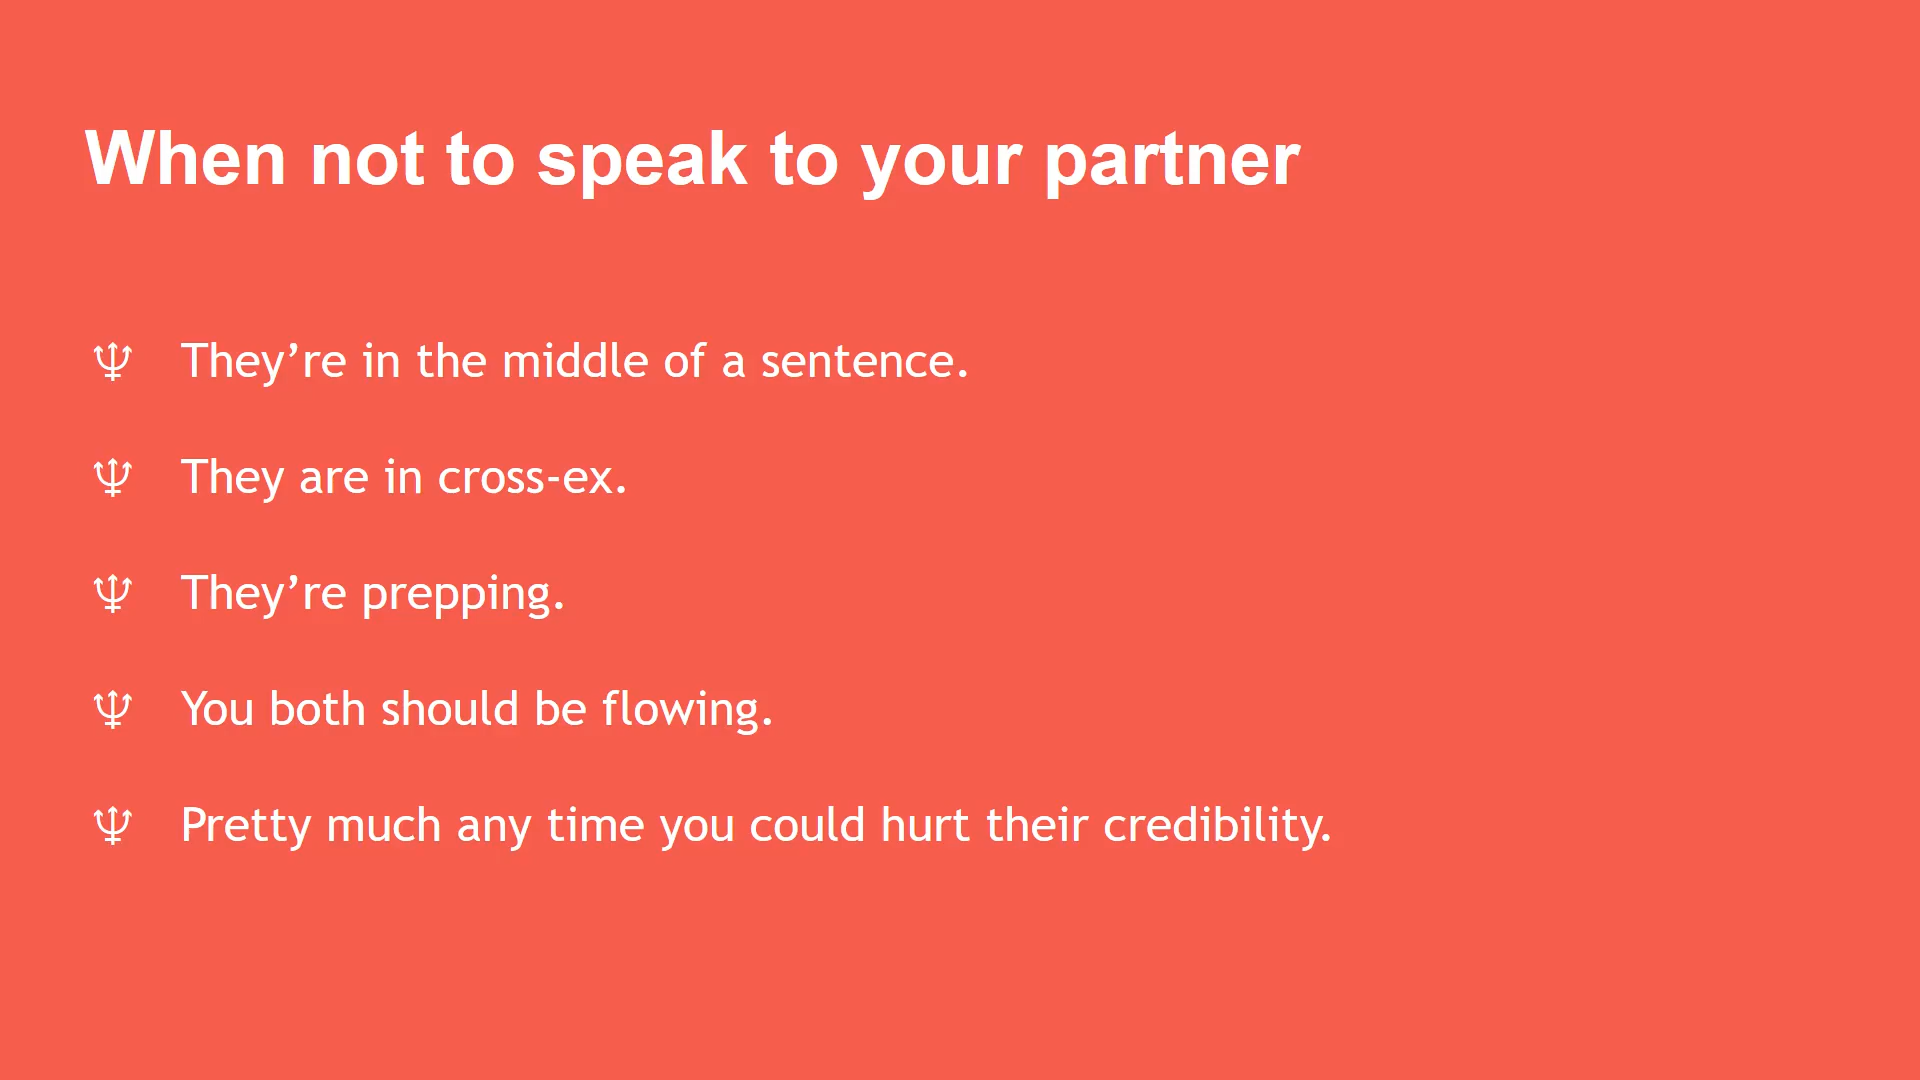 When not to speak to your partner
♆ They’re in the middle of a sentence.
♆ They are in cross-ex.
♆ They’re prepping.
♆ You both should be flowing.
♆ Pretty much any time you could hurt their credibility.